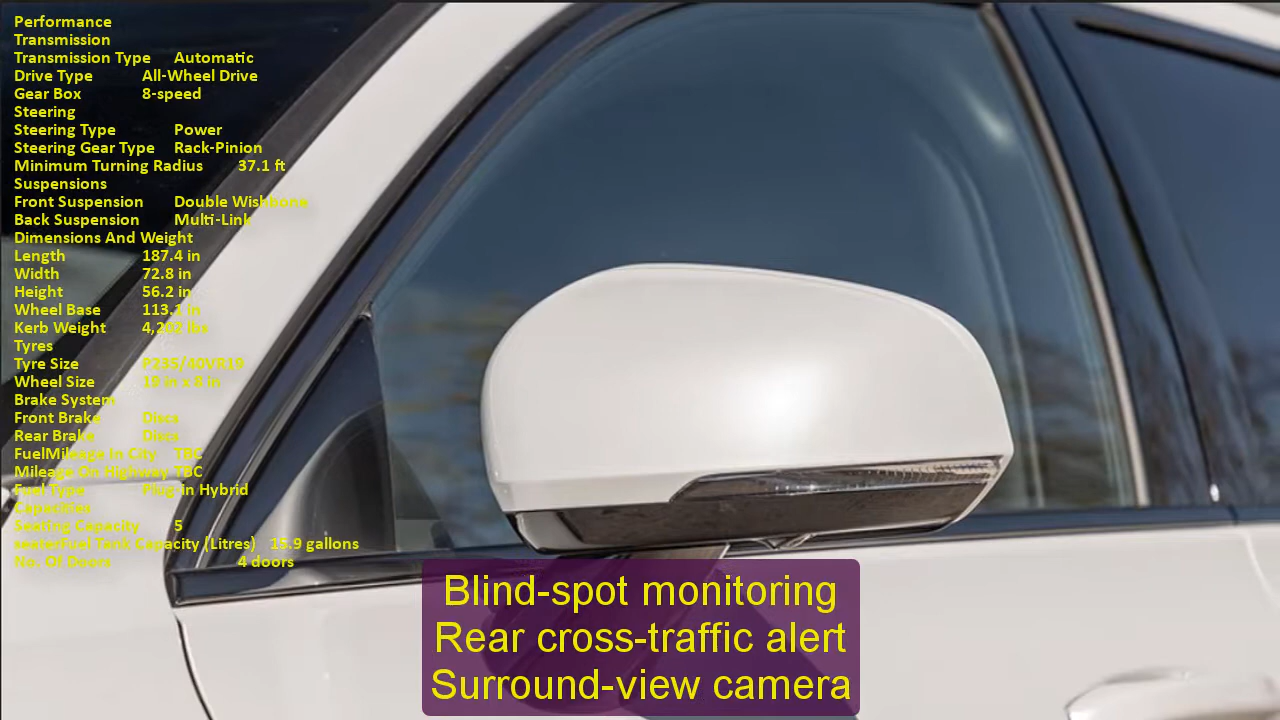 Performance
Transmission
Transmission Type Automatic
Drive Type All-Wheel Drive
Gear Box 8-speed
Steering
Steering Type Power
Steering Gear Type Rack-Pinion
Minimum Turning Radius 37.1 ft
Suspensions
Front Suspension Double Wishbone
Back Suspension Multi-Link
Dimensions And Weight
Length 187.4 in
Width 72.8 in
Height 56.2 in
Wheel Base 113.1 in
Kerb Weight 4,202 lbs
Tyres
Tyre Size P235/40VR19
Wheel Size 19 in x 8 in
Brake System
Front Brake Discs
Rear Brake Discs
FuelMileage In City TBC
Mileage On Highway TBC
Fuel Type Plug-in Hybrid
Capacities
Seating Capacity 5
seaterFuel Tank Capacity (Litres) 15.9 gallons
No. Of Doors 4 doors
Blind-spot monitoring
Rear cross-traffic alert
Surround-view camera